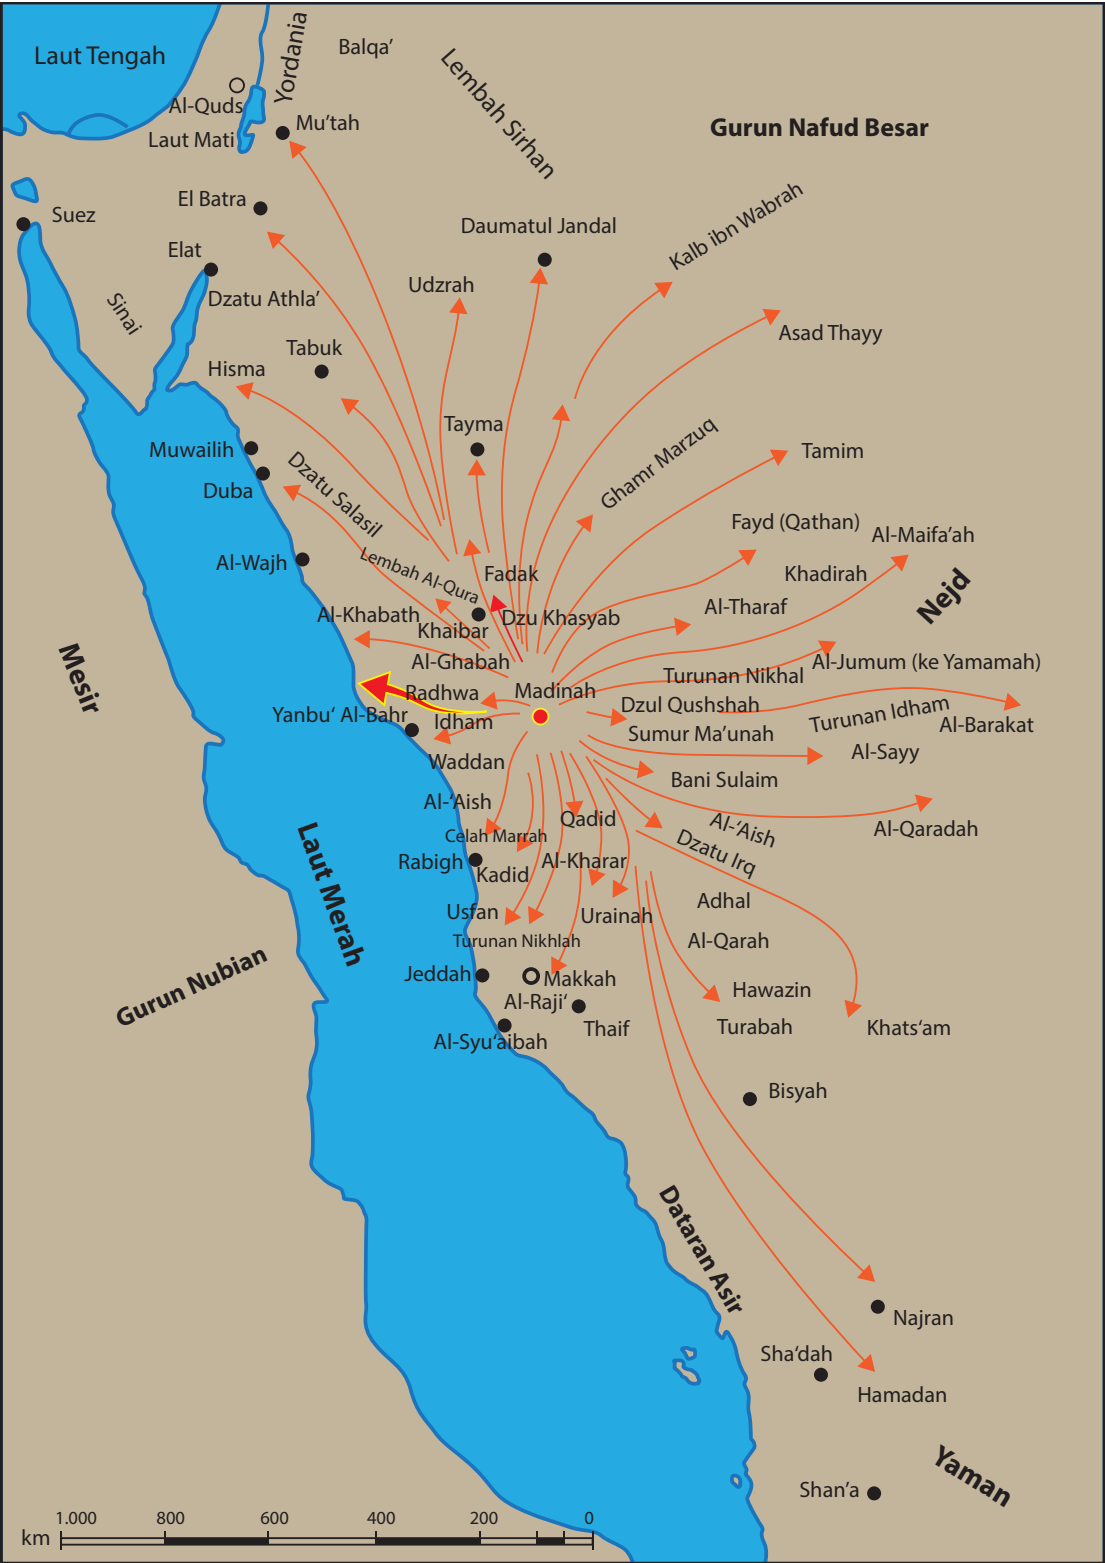 Laut Tengah
Yordania
Balqa'
Lembah Sirhan
Al-Quds
Mu'tah
Gurun Nafud Besar
Laut Mati
El Batra
Suez
Kalb ibn Wabrah
Daumatul Jandal
Elat
Udzrah
Dzatu Athla'
Sinai
Asad Thayy
Tabuk
Hisma
Tayma
Ghamr Marzuq
Muwailih
Tamim
Duba
Dzatu Salasil
Fayd (Qathan)
Al-Maifa'ah
Al-Wajh
Lembah Al-Qura
Fadak
Khadirah
Nejd
Al-Khabath
Khaibar
Dzu Khasyab
Al-Tharaf
Mesir
Al-Ghabah
Al-Jumum (ke Yamamah)
Turunan Nikhal
Radhwa
Madinah
Dzul Qushshah
Yanbu‘ Al-Bahr
Idham
Turunan Idham
Al-Barakat
Sumur Ma'unah
Al-Sayy
Waddan
Bani Sulaim
Al-‘Aish
Qadid
Al-‘Aish
Al-Qaradah
Celah Marrah
Dzatu Irq
Laut Merah
Rabigh
Kadid
Al-Kharar
Adhal
Usfan
Urainah
Turunan Nikhlah
Al-Qarah
Gurun Nubian
Jeddah
Makkah
Hawazin
Al-Raji‘
Thaif
Turabah
Khats‘am
Al-Syu‘aibah
Bisyah
Dataran Asir
Najran
Sha‘dah
Hamadan
Yaman
Shan'a
km
1.000 800 600 400 200 0